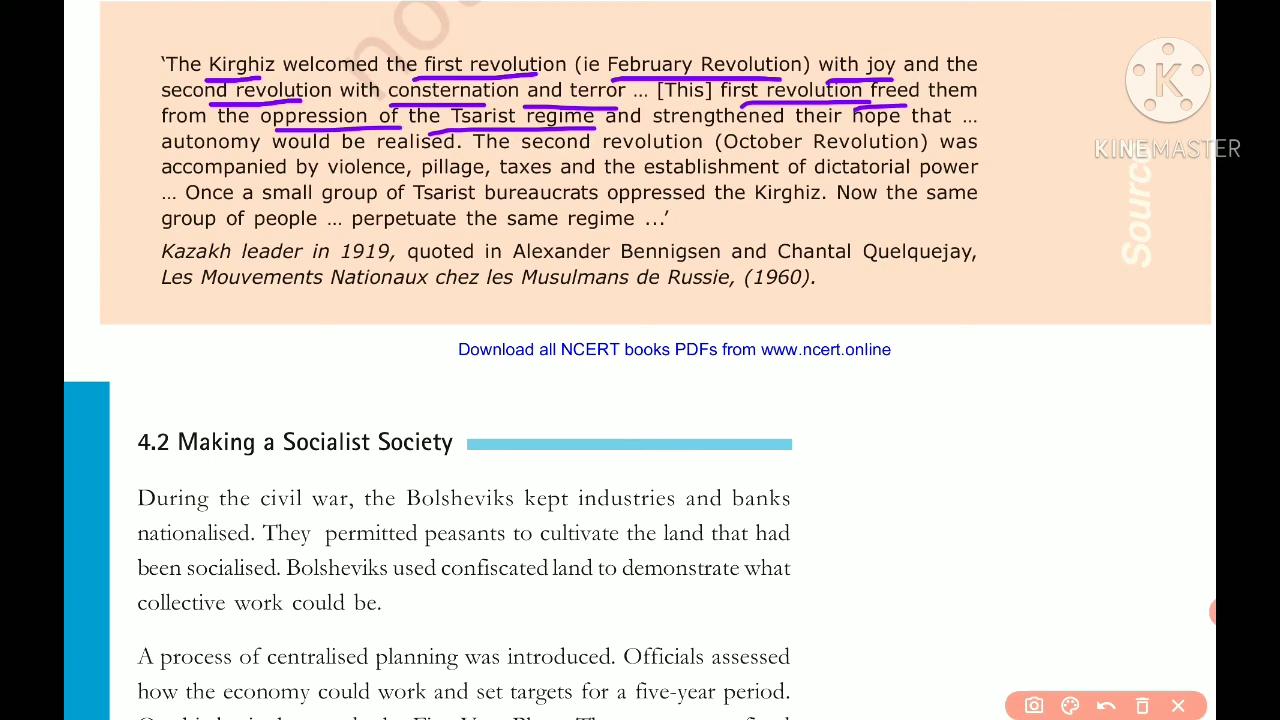 not
'The Kirghiz welcomed the first revolution (ie February Revolution) with joy and the
second revolution with consternation and terror ... [This] first revolution freed them
from the oppression of the Tsarist regime and strengthened their hope that ...
autonomy would be realised. The second revolution (October Revolution) was
accompanied by violence, pillage, taxes and the establishment of dictatorial power
... Once a small group of Tsarist bureaucrats oppressed the Kirghiz. Now the same
group of people ... perpetuate the same regime ...'
Kazakh leader in 1919, quoted in Alexander Bennigsen and Chantal Quelquejay,
Les Mouvements Nationaux chez les Musulmans de Russie, (1960).
Source
K
KINEMASTER
Download all NCERT books PDFs from www.ncert.online
4.2 Making a Socialist Society
During the civil war, the Bolsheviks kept industries and banks
nationalised. They permitted peasants to cultivate the land that had
been socialised. Bolsheviks used confiscated land to demonstrate what
collective work could be.
A process of centralised planning was introduced. Officials assessed
how the economy could work and set targets for a five-year period.